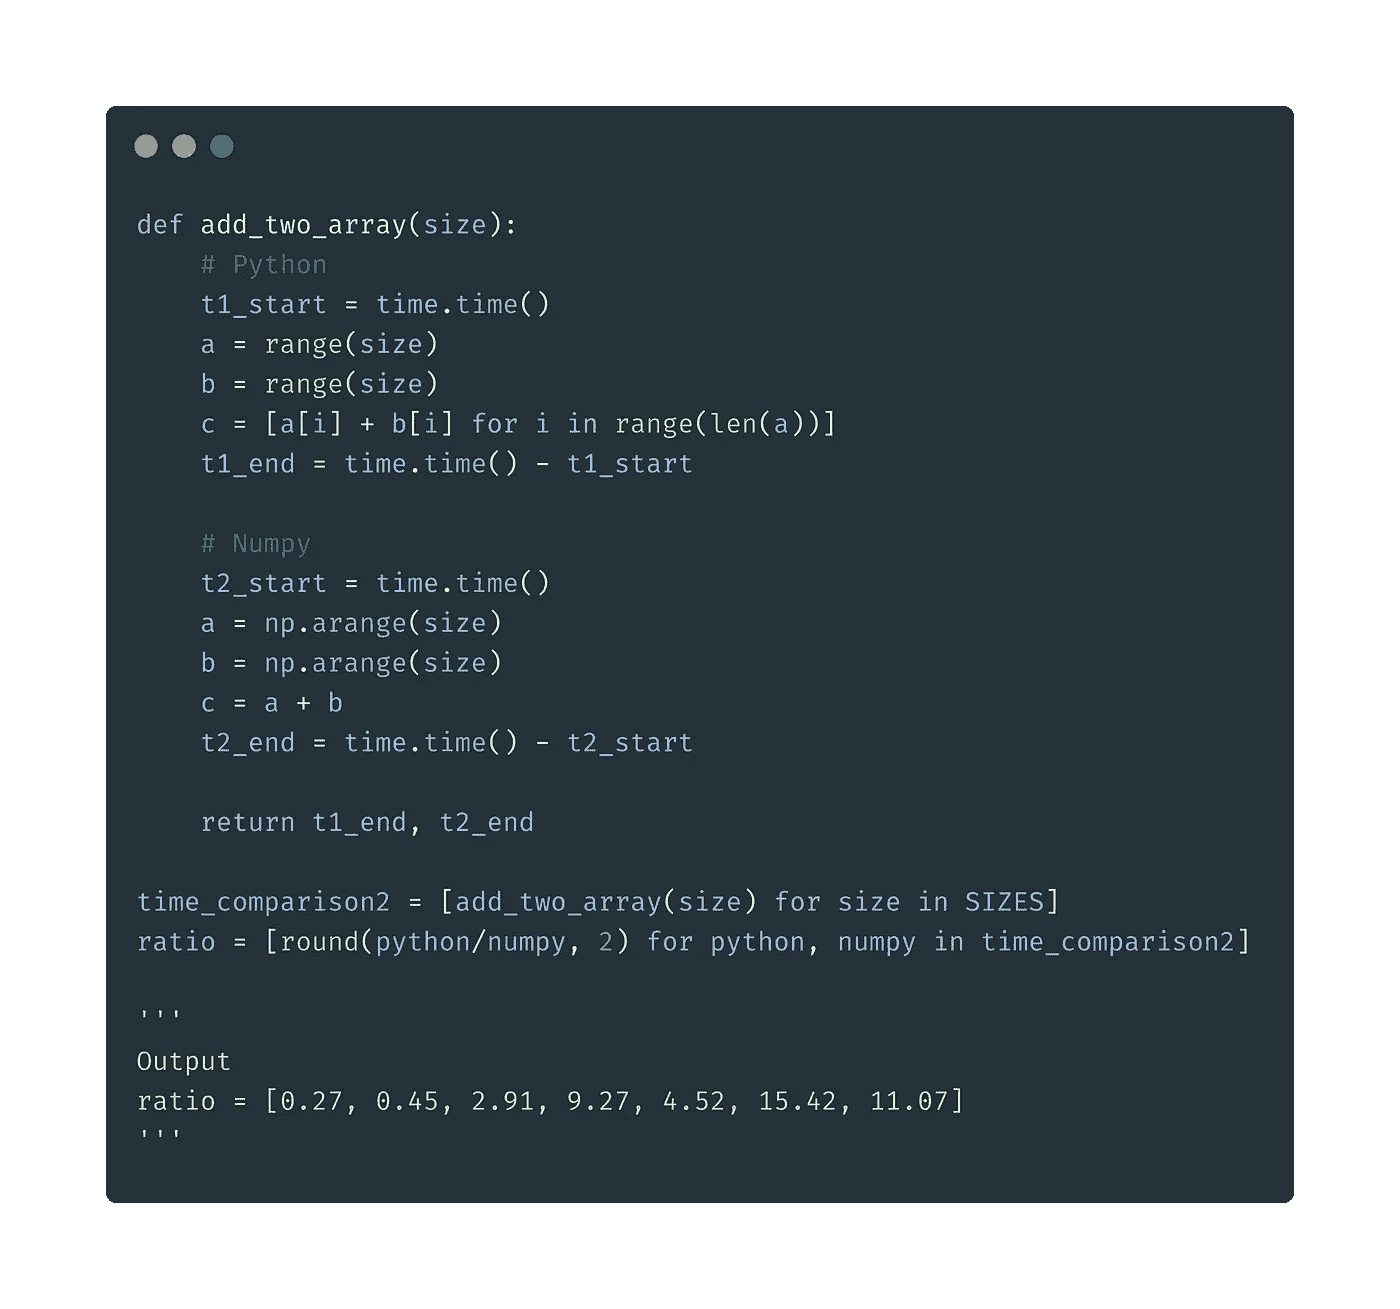 def add_two_array(size):
    # Python
    t1_start = time.time()
    a = range(size)
    b = range(size)
    c = [a[i] + b[i] for i in range(len(a))]
    t1_end = time.time() - t1_start

    # Numpy
    t2_start = time.time()
    a = np.arange(size)
    b = np.arange(size)
    c = a + b
    t2_end = time.time() - t2_start

    return t1_end, t2_end

time_comparison2 = [add_two_array(size) for size in SIZES]
ratio = [round(python/numpy, 2) for python, numpy in time_comparison2]

'''
Output
ratio = [0.27, 0.45, 2.91, 9.27, 4.52, 15.42, 11.07]
'''